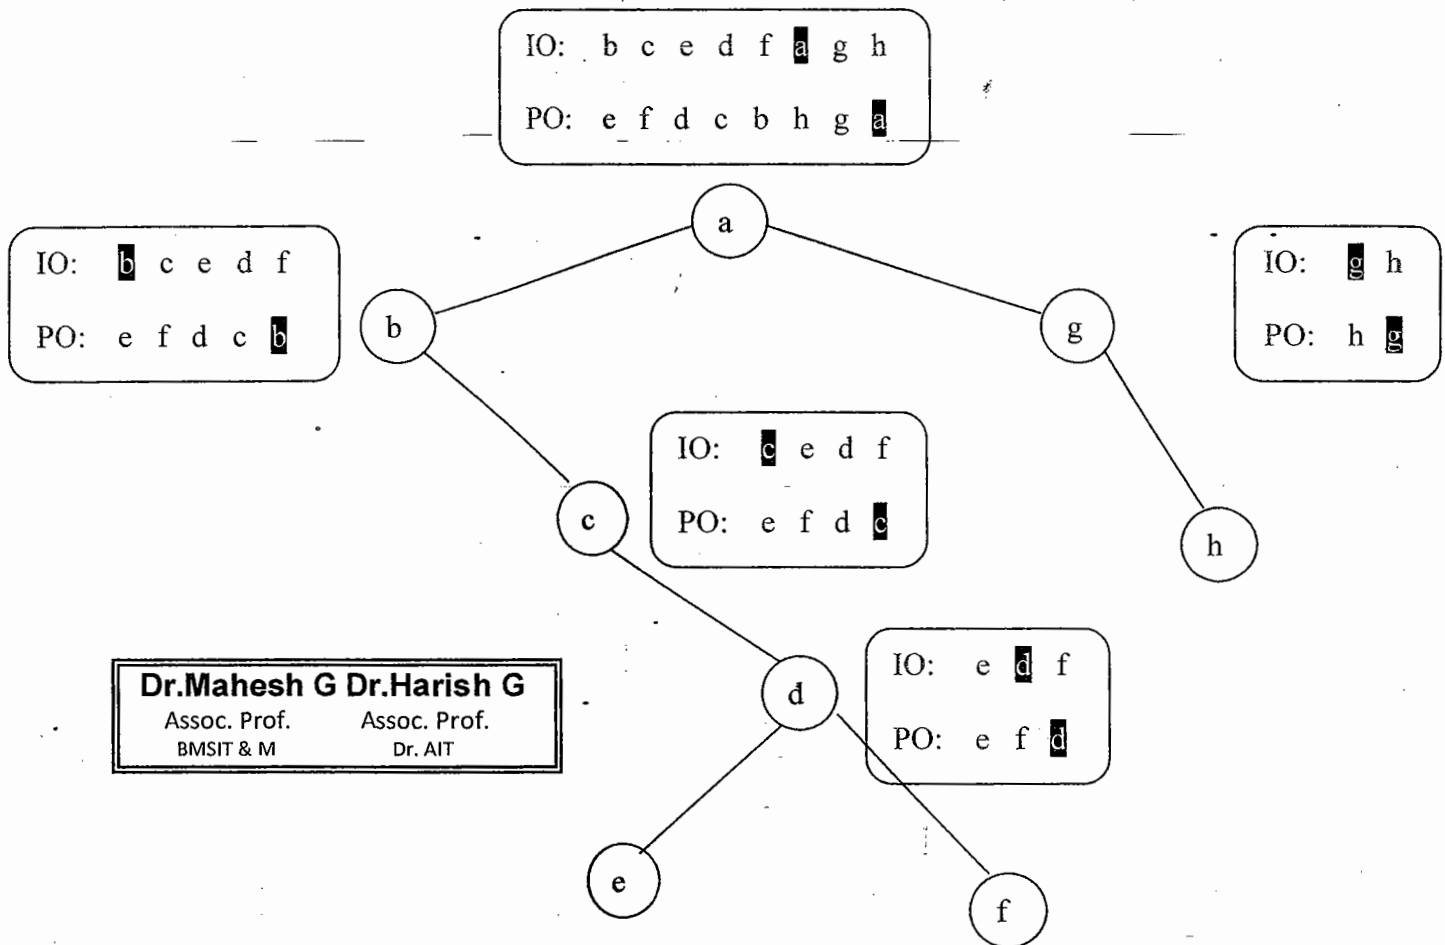 IO: b c e d f a g h
PO: e f d c b h g a
a
IO: b c e d f
PO: e f d c b
b
g
IO: g h
PO: h g
c
IO: c e d f
PO: e f d c
h
d
IO: e d f
PO: e f d
Dr.Mahesh G Dr.Harish G
Assoc. Prof. Assoc. Prof.
BMSIT & M Dr. AIT
e
f